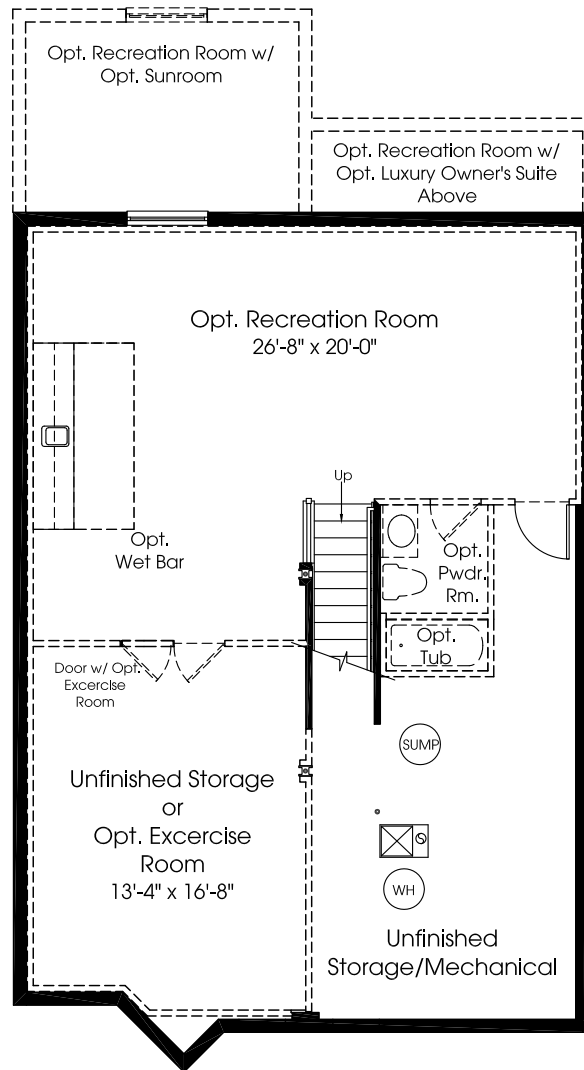 Opt. Recreation Room w/
Opt. Sunroom
Opt. Recreation Room w/
Opt. Luxury Owner's Suite
Above
Opt. Recreation Room
26'-8" x 20'-0"
Up
Opt.
Wet Bar
Opt.
Pwdr.
Rm.
Opt.
Tub
Door w/ Opt.
Excercise
Room
SUMP
Unfinished Storage
or
Opt. Excercise
Room
13'-4" x 16'-8"
WH
Unfinished
Storage/Mechanical